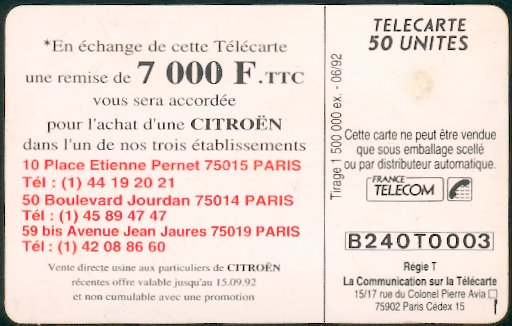 *En échange de cette Télécarte
une remise de 7 000 F.TTC
vous sera accordée
pour l'achat d'une CITROËN
dans l'un de nos trois établissements
10 Place Etienne Pernet 75015 PARIS
Tél : (1) 44 19 20 21
50 Boulevard Jourdan 75014 PARIS
Tél : (1) 45 89 47 47
59 bis Avenue Jean Jaures 75019 PARIS
Tél : (1) 42 08 86 60
Vente directe usine aux particuliers de CITROËN
récentes offre valable jusqu'au 15.09.92
et non cumulable avec une promotion
Tirage 1 500 000 ex. - 06/92
TELECARTE
50 UNITES
Cette carte ne peut être vendue
que sous emballage scellé
ou par distributeur automatique.
FRANCE
TELECOM
B240T0003
Régie T
La Communication sur la Télécarte
15/17 rue du Colonel Pierre Avia
75902 Paris Cédex 15